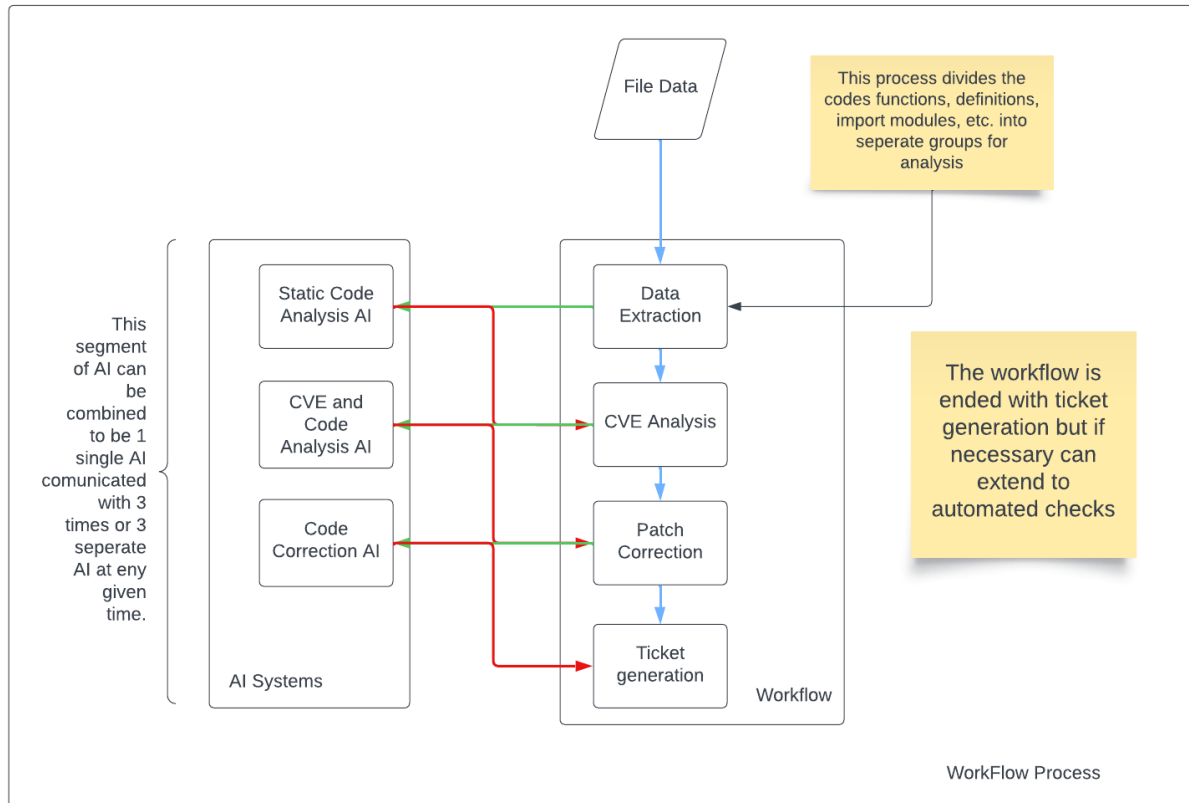 File Data
This process divides the
codes functions, definitions,
import modules, etc. into
seperate groups for
analysis
Static Code
Analysis AI
Data
Extraction
This
segment
of AI can
be
combined
to be 1
single AI
comunicated
with 3
times or 3
seperate
AI at eny
given
time.
CVE and
Code
Analysis AI
CVE Analysis
The workflow is
ended with ticket
generation but if
necessary can
extend to
automated checks
Code
Correction AI
Patch
Correction
Ticket
generation
AI Systems
Workflow
WorkFlow Process